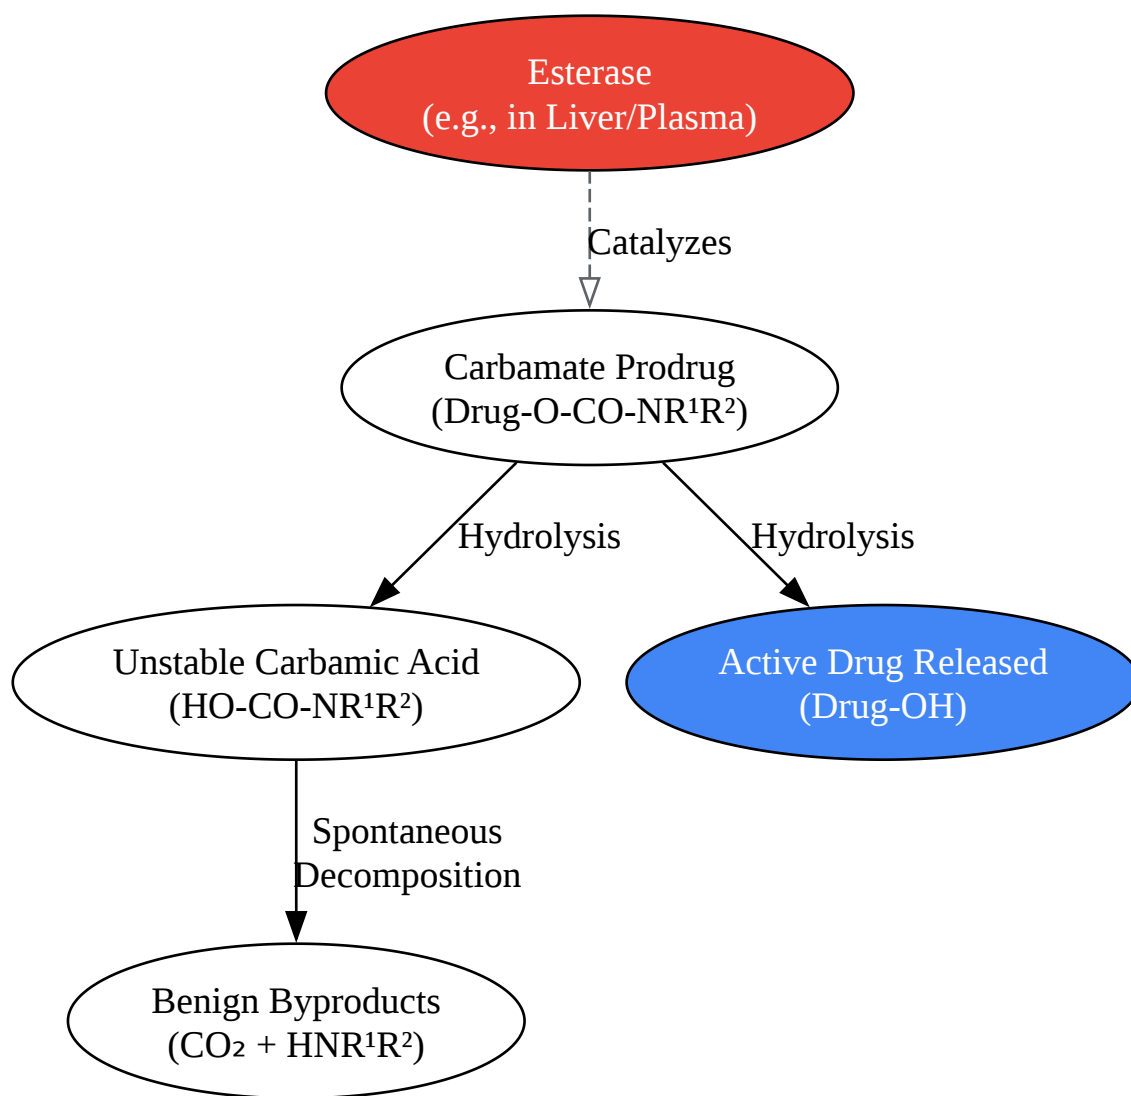 Esterase
(e.g., in Liver/Plasma)
Catalyzes
Carbamate Prodrug
(Drug-O-CO-NR¹R²)
Hydrolysis
Hydrolysis
Unstable Carbamic Acid
(HO-CO-NR¹R²)
Active Drug Released
(Drug-OH)
Spontaneous
Decomposition
Benign Byproducts
(CO₂ + HNR¹R²)